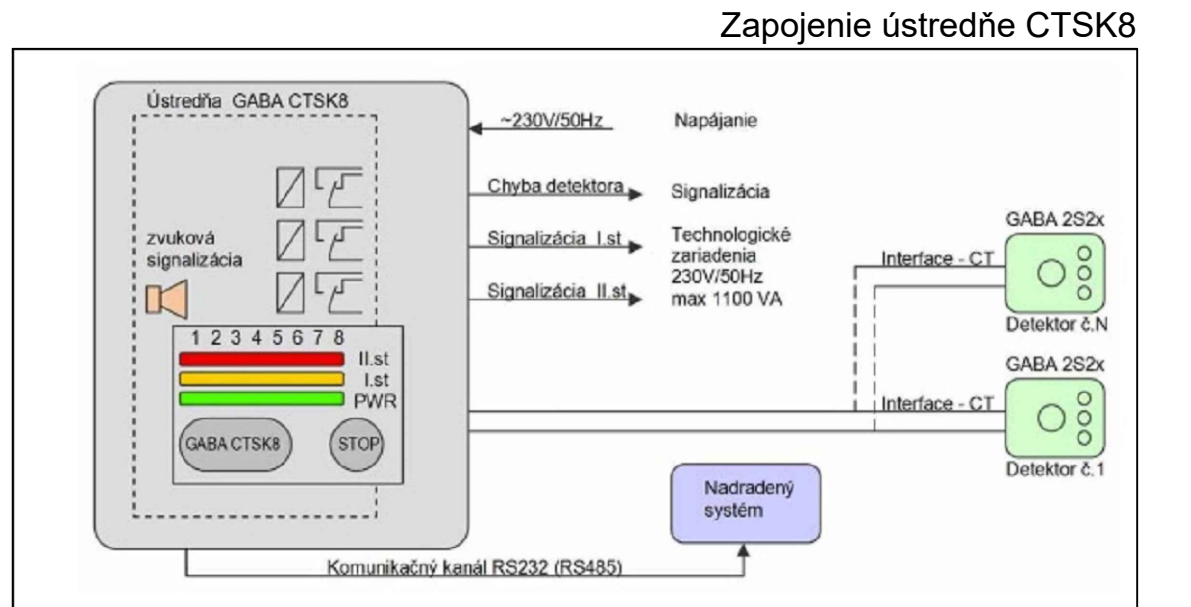 Zapojenie ústredňe CTSK8
Ústredňa GABA CTSK8
~230V/50Hz
Napájanie
Chyba detektora
Signalizácia
zvuková
signalizácia
Signalizácia I.st
Technologické
zariadenia
230V/50Hz
max 1100 VA
Signalizácia II.st
GABA 2S2x
Interface - CT
Detektor č.N
1 2 3 4 5 6 7 8
II.st
I.st
PWR
GABA CTSK8
STOP
GABA 2S2x
Interface - CT
Detektor č.1
Nadradený
systém
Komunikačný kanál RS232 (RS485)